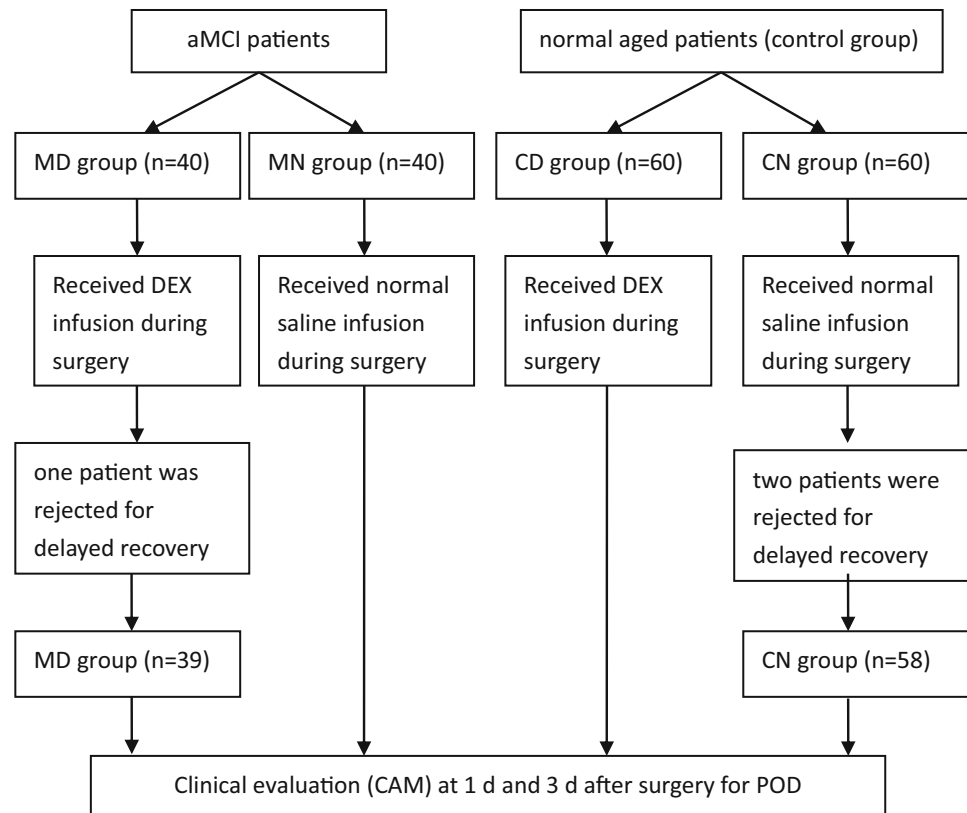 aMCI patients
normal aged patients (control group)
MD group (n=40)
MN group (n=40)
CD group (n=60)
CN group (n=60)
Received DEX
infusion during
surgery
Received normal
saline infusion
during surgery
Received DEX
infusion during
surgery
Received normal
saline infusion
during surgery
one patient was
rejected for
delayed recovery
two patients were
rejected for
delayed recovery
MD group (n=39)
CN group (n=58)
Clinical evaluation (CAM) at 1 d and 3 d after surgery for POD